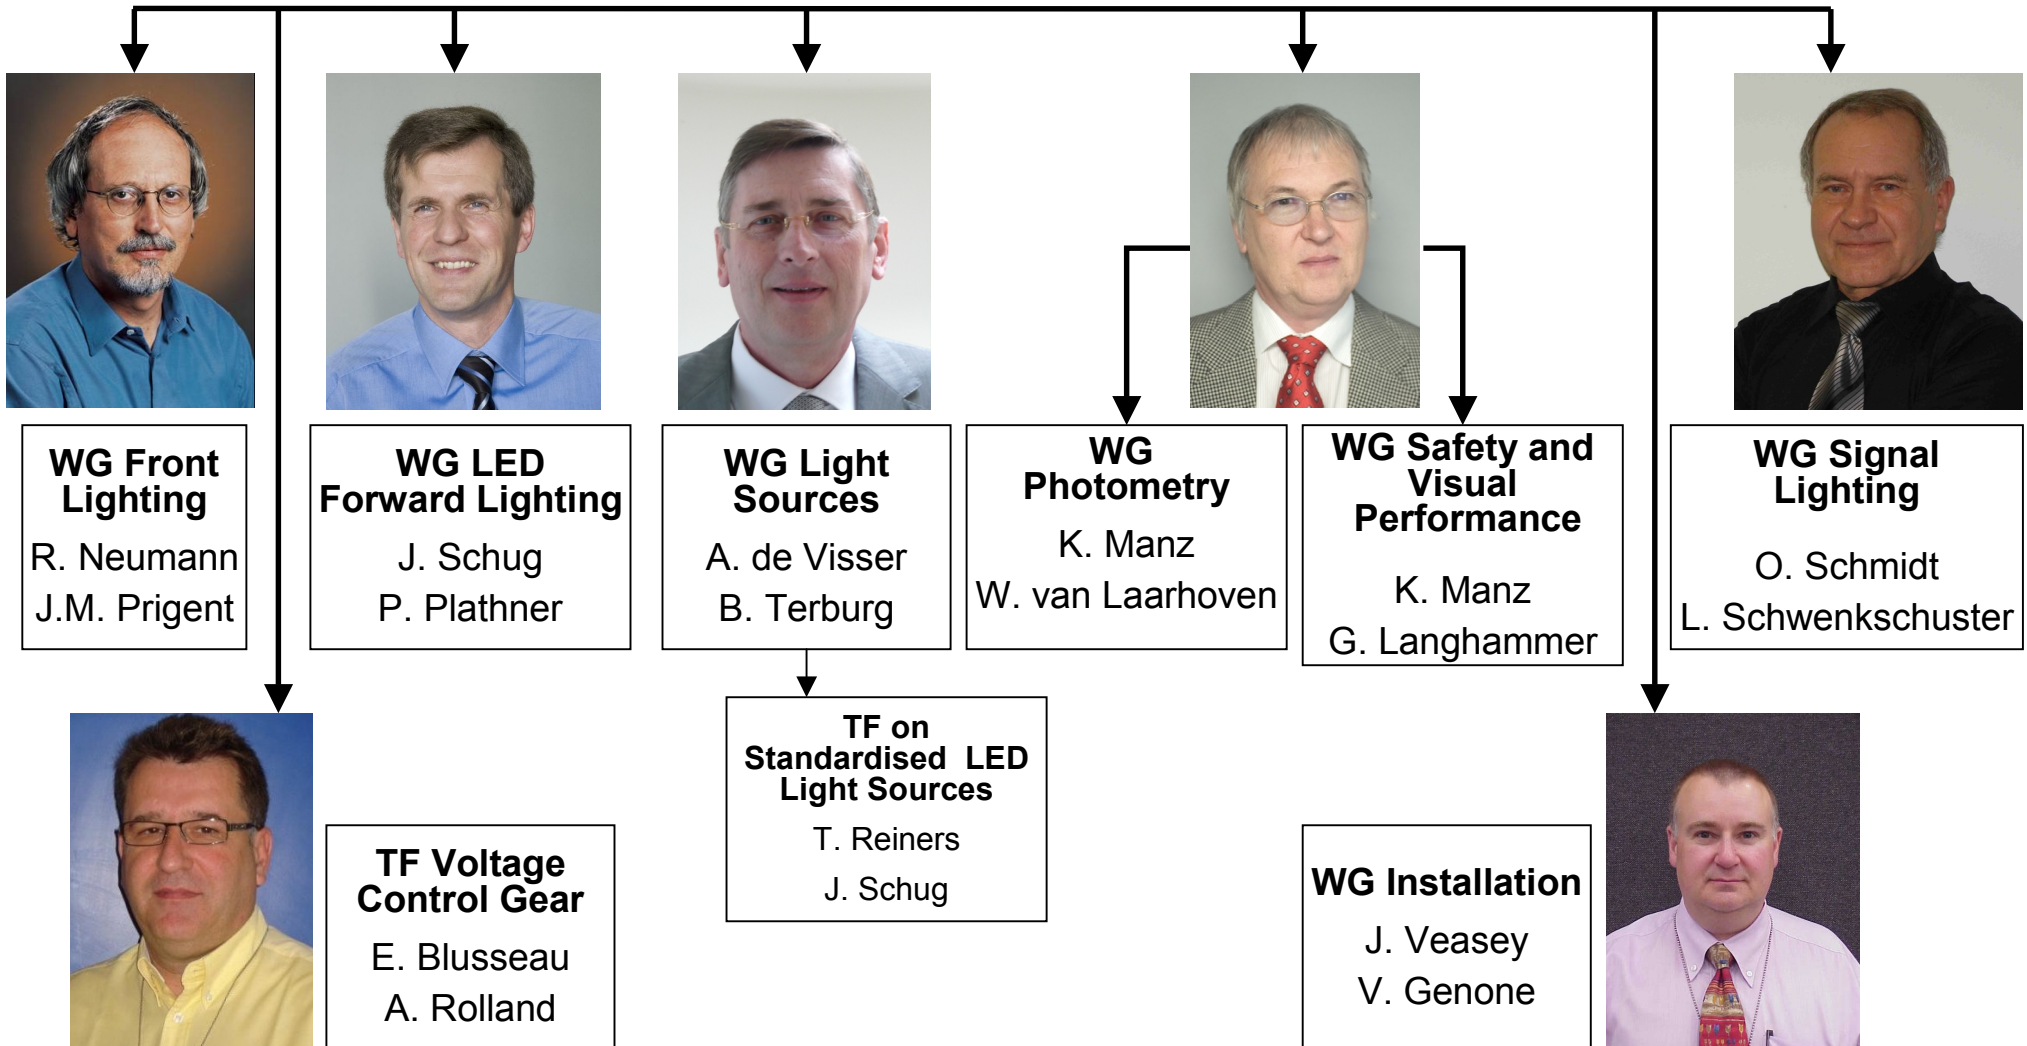 WG Front
Lighting
R. Neumann
J.M. Prigent
WG LED
Forward Lighting
J. Schug
P. Plathner
WG Light
Sources
A. de Visser
B. Terburg
WG
Photometry
K. Manz
W. van Laarhoven
WG Safety and
Visual
Performance
K. Manz
G. Langhammer
WG Signal
Lighting
O. Schmidt
L. Schwenkschuster
TF Voltage
Control Gear
E. Blusseau
A. Rolland
TF on
Standardised  LED
Light Sources
T. Reiners
J. Schug
WG Installation
J. Veasey
V. Genone